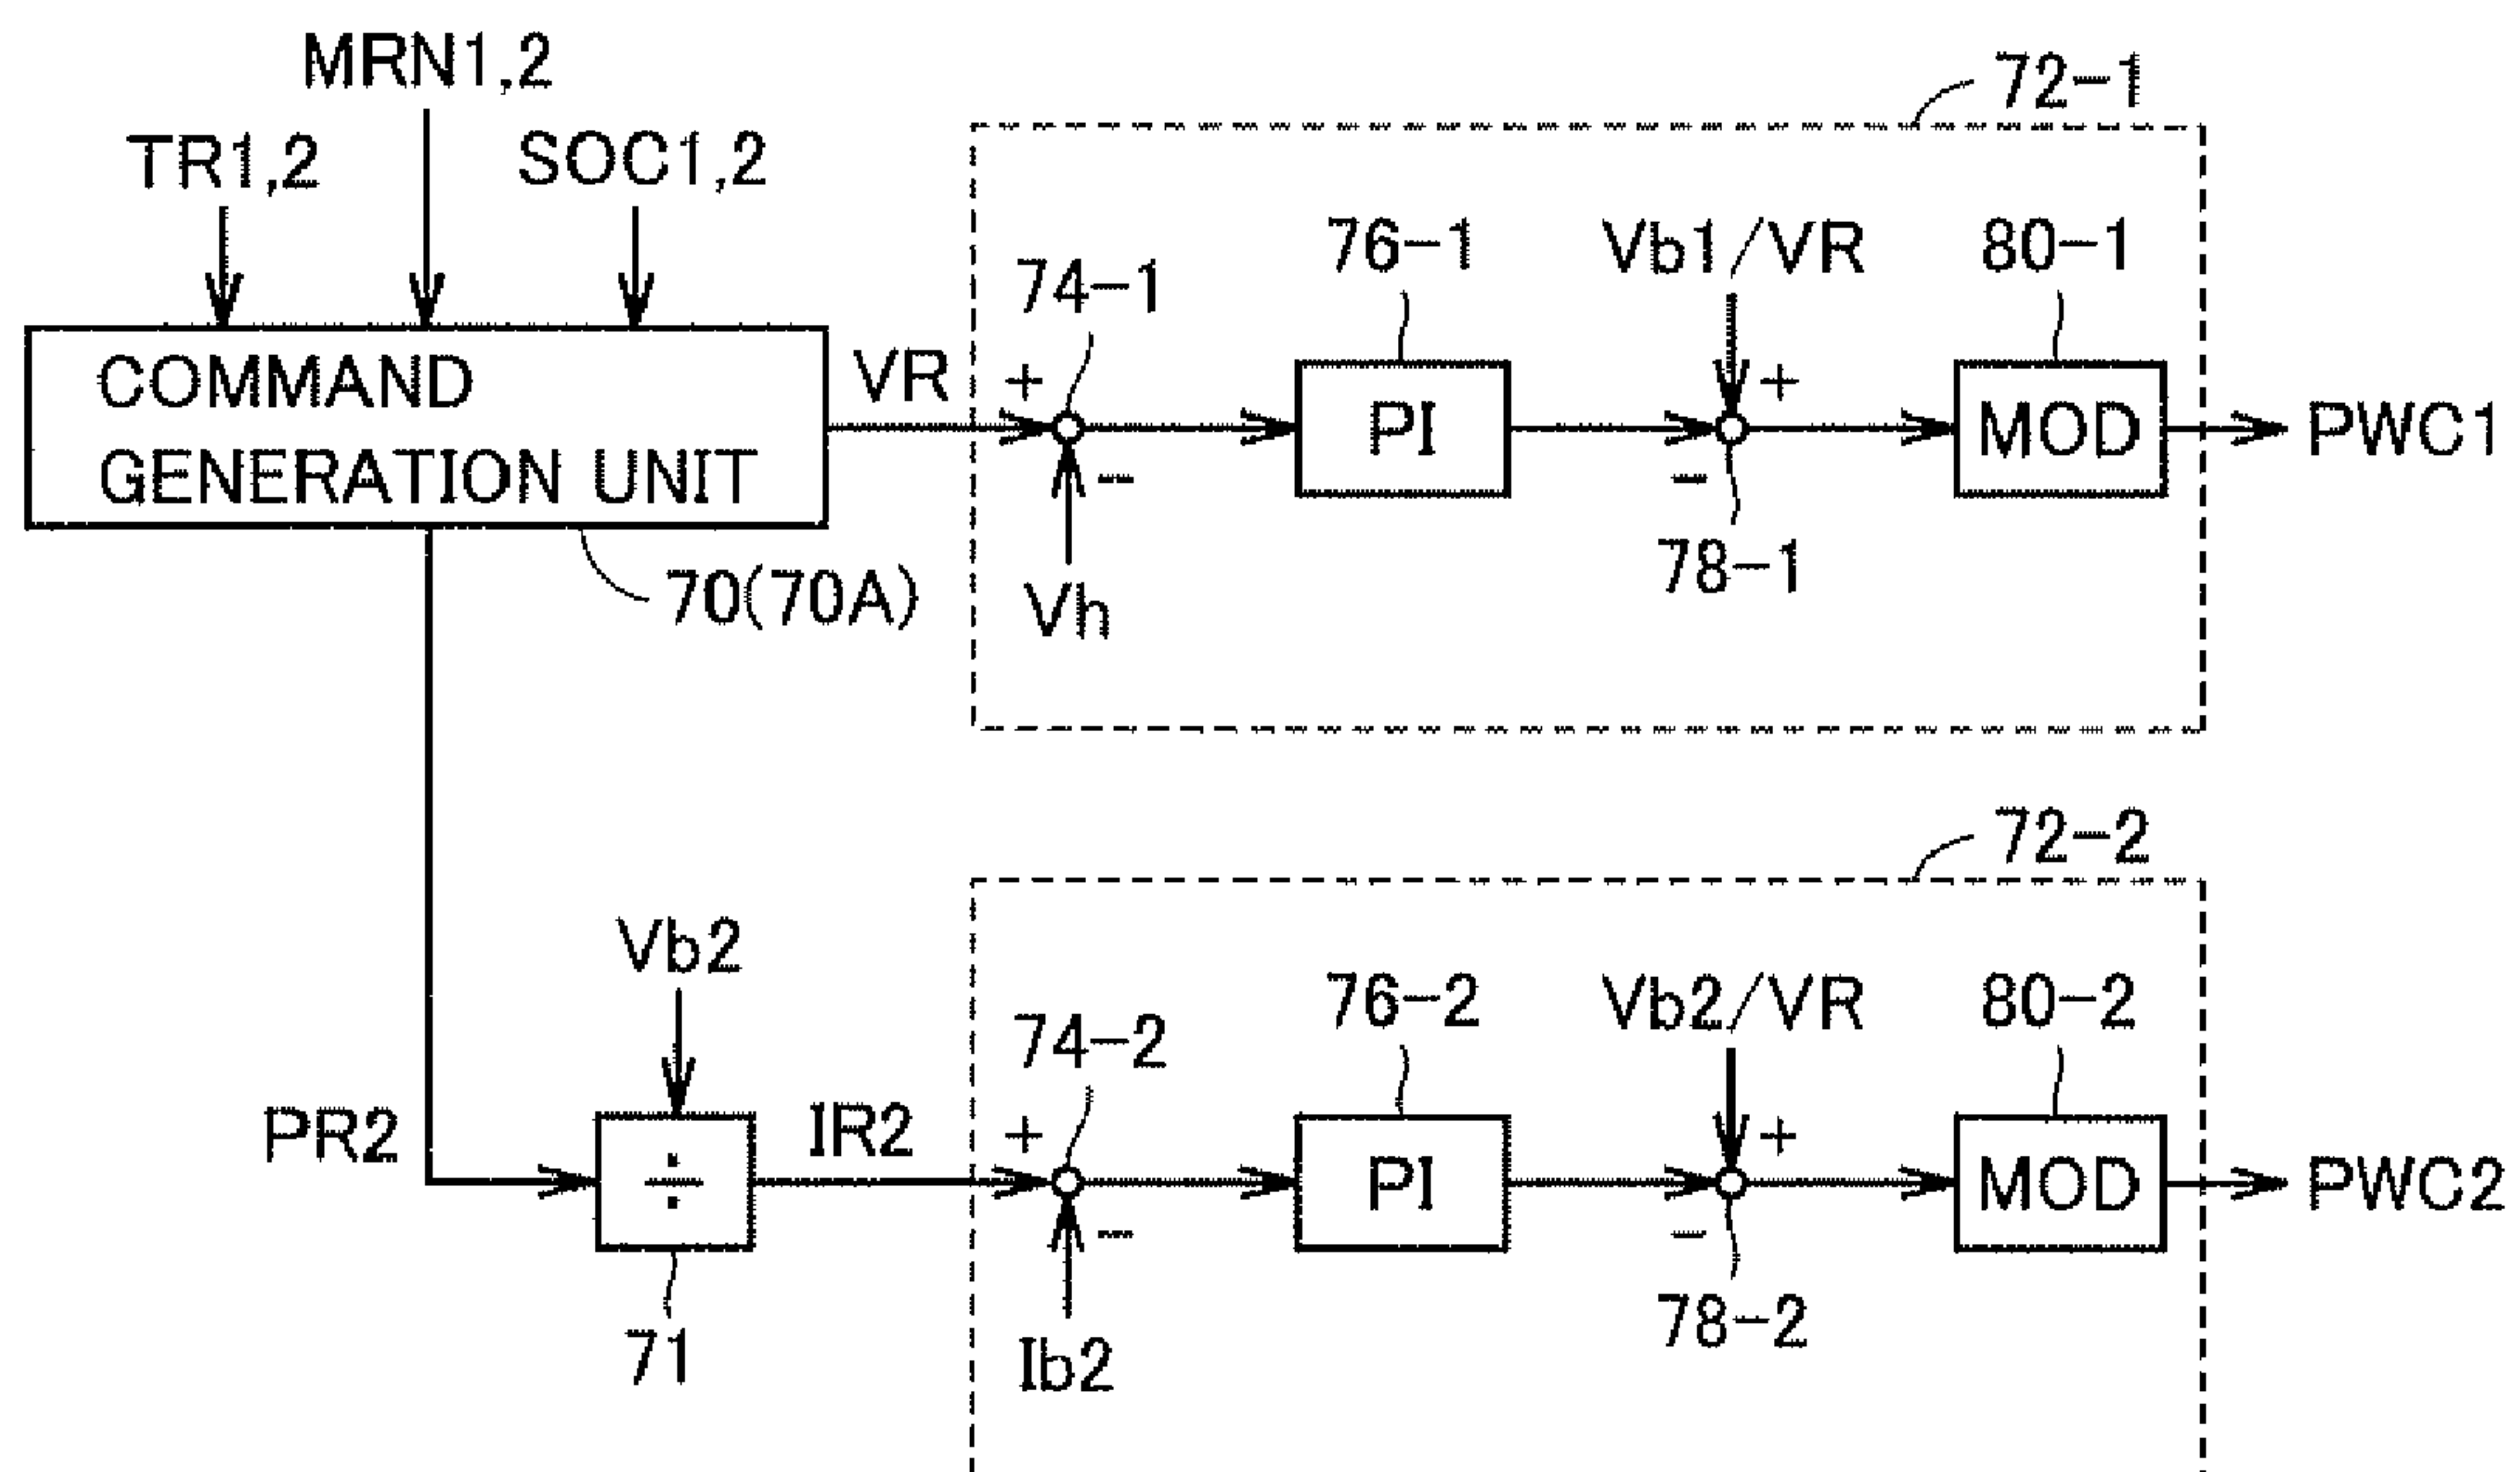 MRN1,2
TR1,2
SOC1,2
COMMAND
GENERATION UNIT
70(70A)
VR
72-1
74-1
+
-
Vh
76-1
PI
Vb1/VR
+
-
78-1
80-1
MOD
PWC1
PR2
Vb2
÷
71
IR2
72-2
74-2
+
-
Ib2
76-2
PI
Vb2/VR
+
-
78-2
80-2
MOD
PWC2